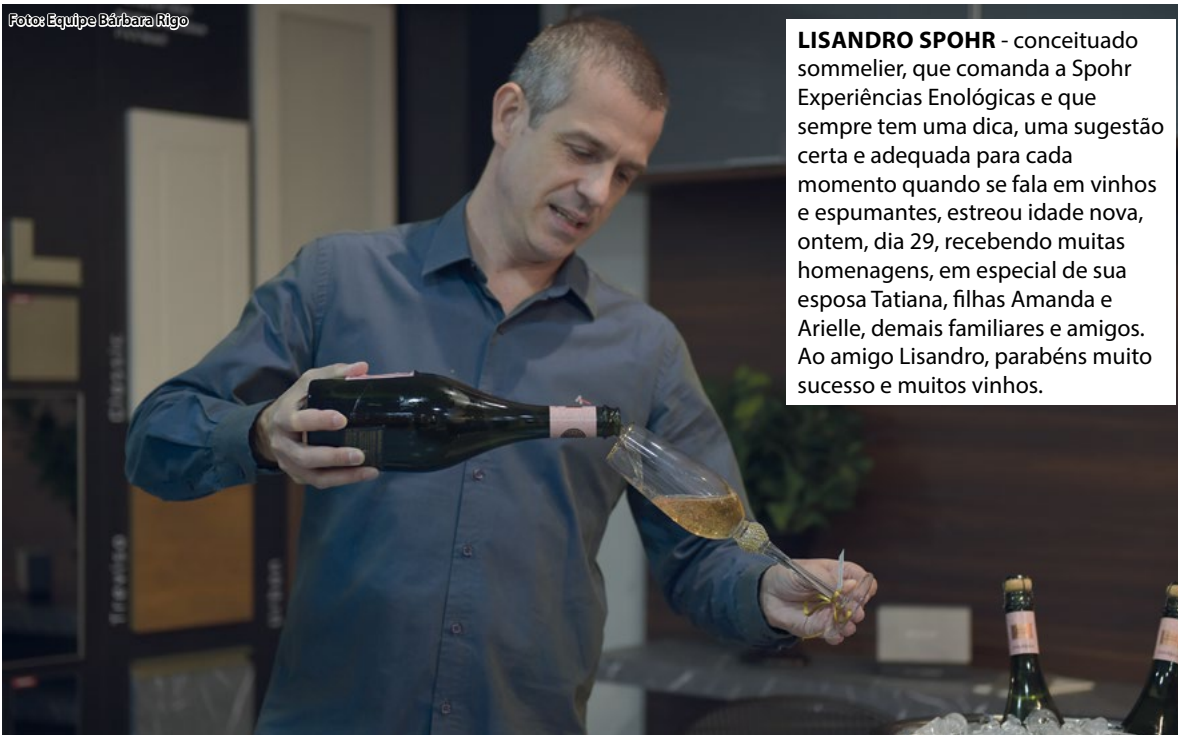 Foto: Equipe Bárbara Rigo
LISANDRO SPOHR - conceituado
sommelier, que comanda a Spohr
Experiências Enológicas e que
sempre tem uma dica, uma sugestão
certa e adequada para cada
momento quando se fala em vinhos
e espumantes, estreou idade nova,
ontem, dia 29, recebendo muitas
homenagens, em especial de sua
esposa Tatiana, filhas Amanda e
Arielle, demais familiares e amigos.
Ao amigo Lisandro, parabéns muito
sucesso e muitos vinhos.
classic
treviso
urban